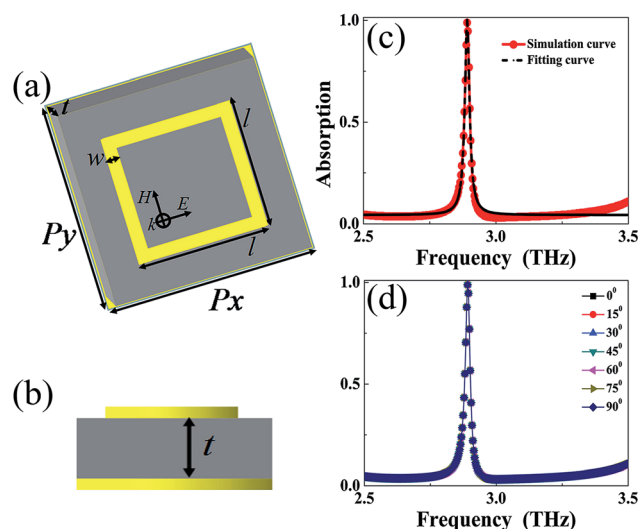 (a)
t
l
w
H
E
k
l
Py
Px
(b)
t
(c)
1.0
0.5
0.0
Absorption
Simulation curve
Fitting curve
2.5 3.0 3.5
Frequency (THz)
(d)
1.0
0.5
0.0
0⁰
15⁰
30⁰
45⁰
60⁰
75⁰
90⁰
2.5 3.0 3.5
Frequency (THz)